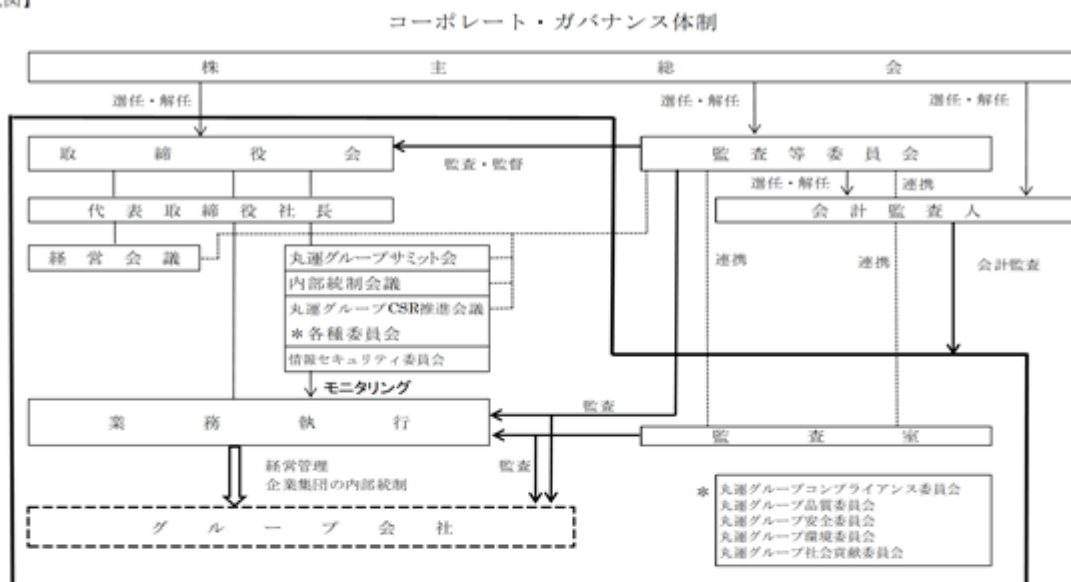 図】
コーポレート・ガバナンス体制
株主総会
選任・解任
選任・解任
選任・解任
取締役会
監査・監督
監査等委員会
選任・解任
連携
代表取締役社長
会計監査人
経営会議
丸運グループサミット会
内部統制会議
丸運グループCSR推進会議
＊各種委員会
情報セキュリティ委員会
連携
連携
会計監査
モニタリング
業務執行
監査
監査室
経営管理
企業集団の内部統制
監査
グループ会社
＊
丸運グループコンプライアンス委員会
丸運グループ品質委員会
丸運グループ安全委員会
丸運グループ環境委員会
丸運グループ社会貢献委員会